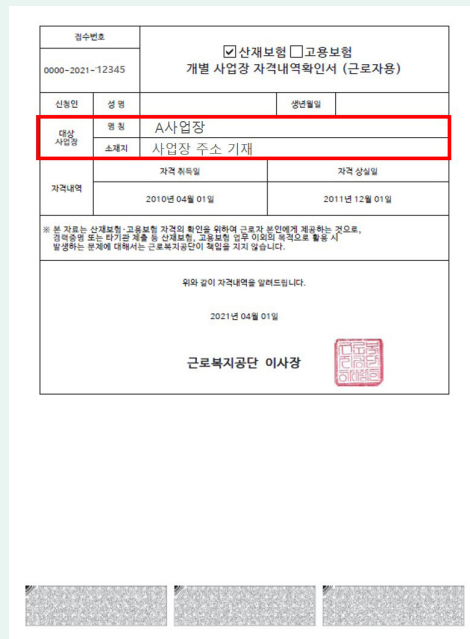 접수번호
0000-2021-12345
☑산재보험 ☐고용보험
개별 사업장 자격내역확인서 (근로자용)
신청인 성 명 생년월일
대상
사업장
명 칭 A사업장
소재지 사업장 주소 기재
자격내역
자격 취득일 자격 상실일
2010년 04월 01일 2011년 12월 01일
※ 본 자료는 산재보험·고용보험 자격의 확인을 위하여 근로자 본인에게 제공하는 것으로,
경력증명 또는 타기관 제출 등 산재보험, 고용보험 업무 이외의 목적으로 활용 시
발생하는 문제에 대해서는 근로복지공단이 책임을 지지 않습니다.
위와 같이 자격내역을 알려드립니다.
2021년 04월 01일
근로복지공단 이사장